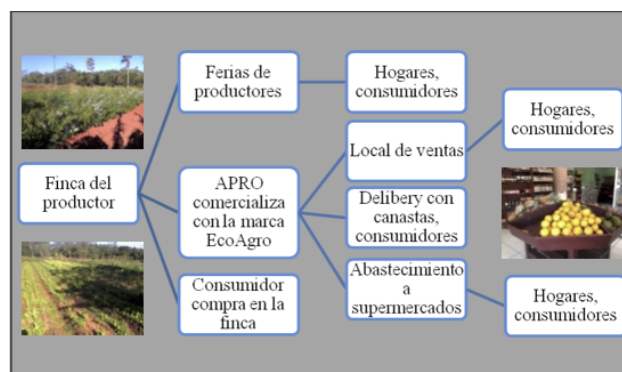 Ferias de
productores
Hogares,
consumidores
Hogares,
consumidores
Local de ventas
Finca del
productor
APRO
comercializa
con la marca
EcoAgro
Delibery con
canastas,
consumidores
Consumidor
compra en la
finca
Abastecimiento
a
supermercados
Hogares,
consumidores